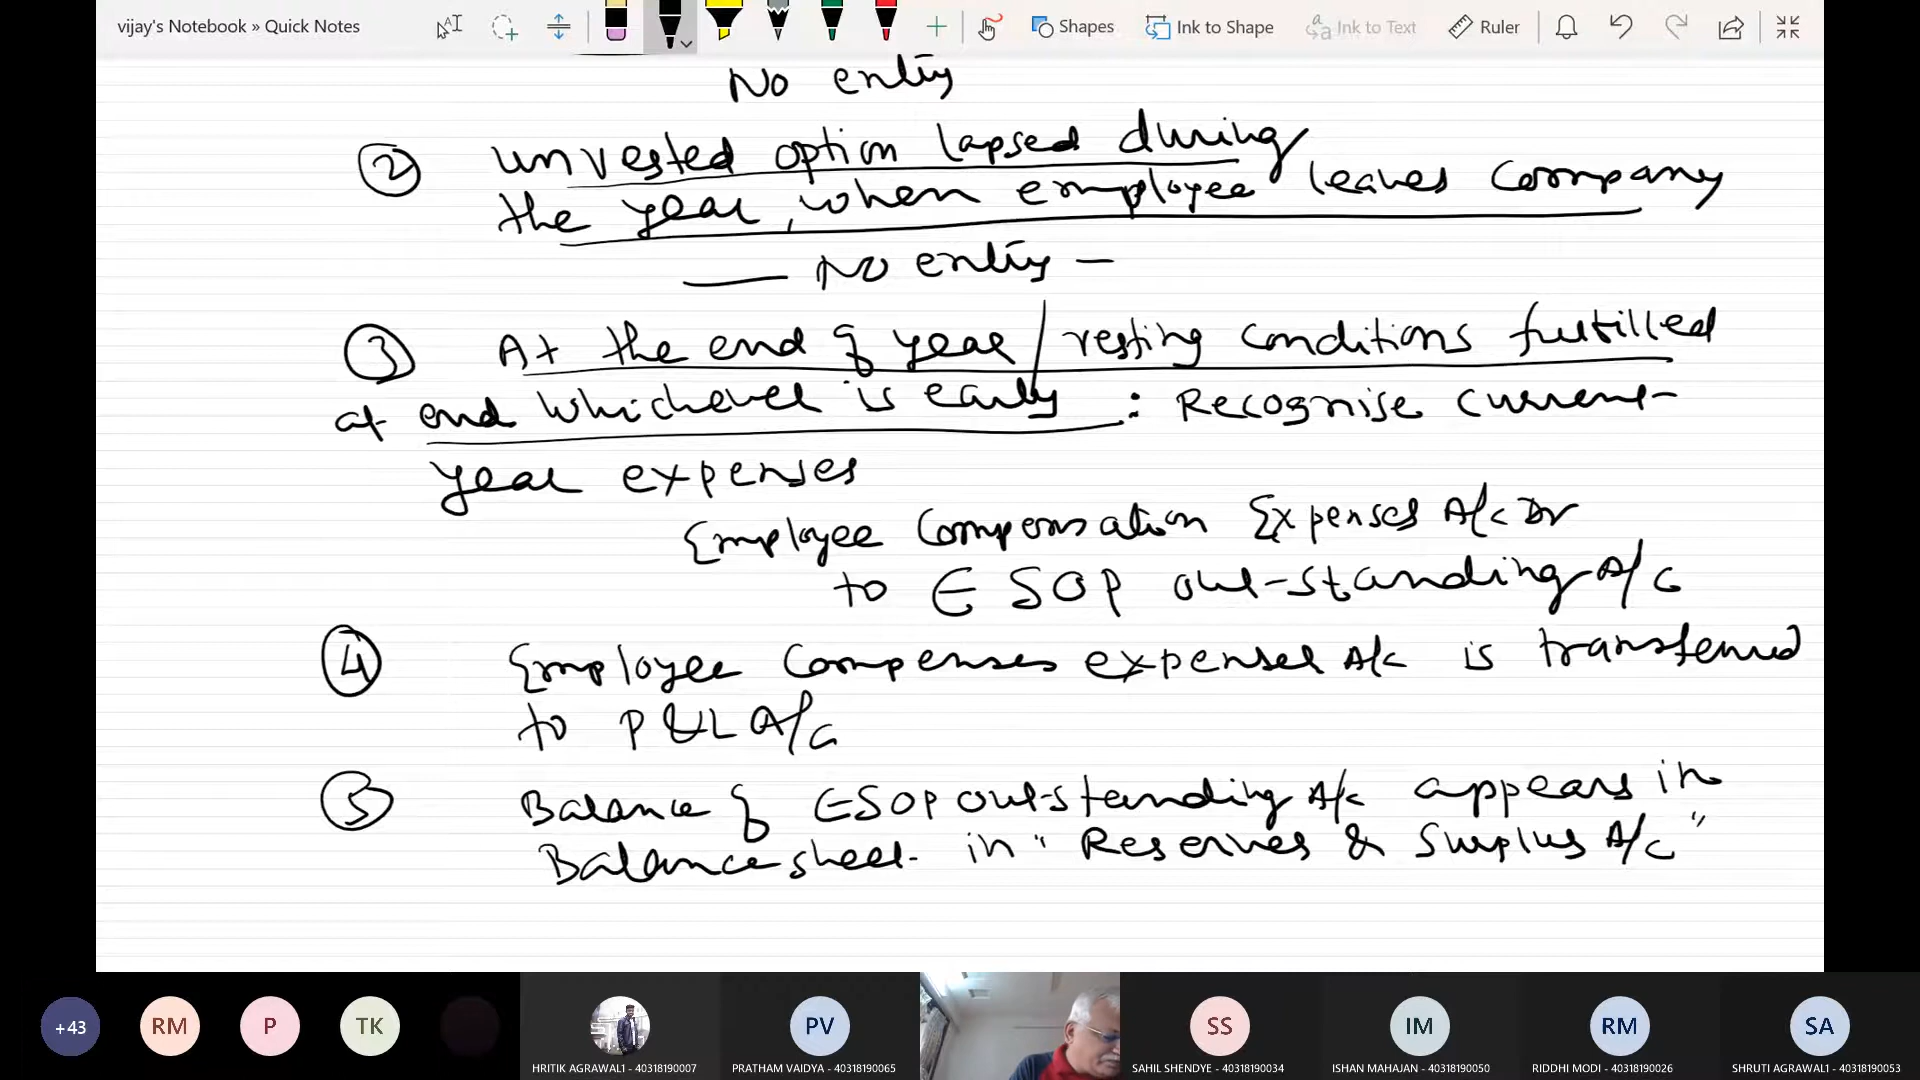 vijay's Notebook » Quick Notes
Shapes
Ink to Shape
Ink to Text
Ruler
No entry
② unvested option lapsed during
the year, when employee leaves company
— No entry —
③ At the end of year / vesting conditions fulfilled
at end whichever is early : Recognise current
year expenses
Employee Compensation Expenses A/c Dr
to ESOP out-standing A/c
④ Employee Compenses expenses A/c is transferred
to P&L A/c
⑤ Balance of ESOP out-standing A/c appears in
Balance sheet in "Reserves & Surplus A/c"
+43
RM
P
TK
HRITIK AGRAWAL1 - 40318190007
PV
PRATHAM VAIDYA - 40318190065
SS
SAHIL SHENDYE - 40318190034
IM
ISHAN MAHAJAN - 40318190050
RM
RIDDHI MODI - 40318190026
SA
SHRUTI AGRAWAL1 - 40318190053